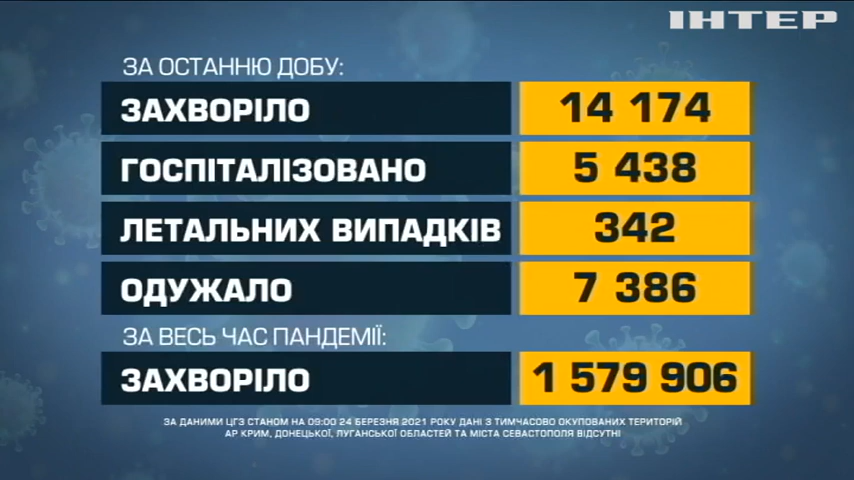 ІНТЕР
ЗА ОСТАННЮ ДОБУ:
ЗАХВОРІЛО 14 174
ГОСПІТАЛІЗОВАНО 5 438
ЛЕТАЛЬНИХ ВИПАДКІВ 342
ОДУЖАЛО 7 386
ЗА ВЕСЬ ЧАС ПАНДЕМІЇ:
ЗАХВОРІЛО 1 579 906
ЗА ДАНИМИ ЦГЗ СТАНОМ НА 09:00 24 БЕРЕЗНЯ 2021 РОКУ ДАНІ З ТИМЧАСОВО ОКУПОВАНИХ ТЕРИТОРІЙ
АР КРИМ, ДОНЕЦЬКОЇ, ЛУГАНСЬКОЇ ОБЛАСТЕЙ ТА МІСТА СЕВАСТОПОЛЯ ВІДСУТНІ